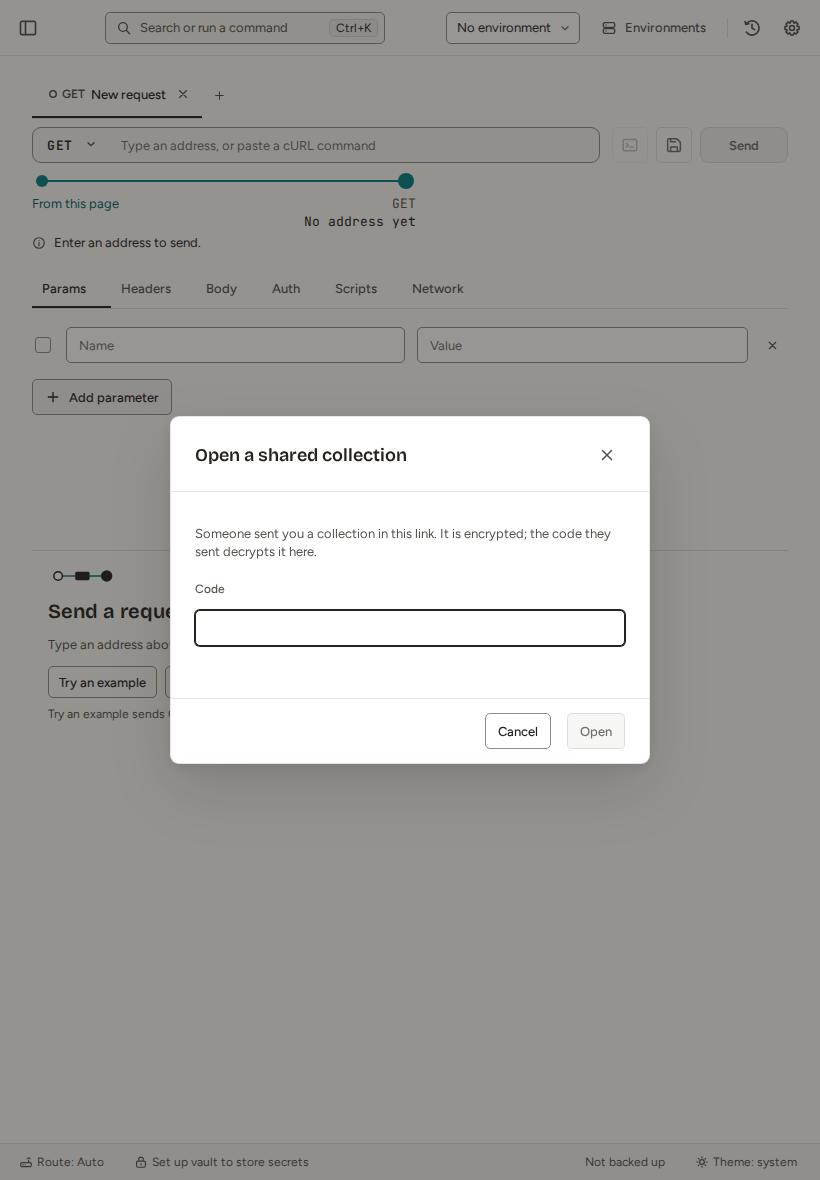 Search or run a command Ctrl+K No environment Environments
GET New request
GET Type an address, or paste a cURL command Send
From this page GET
No address yet
Enter an address to send.
Params Headers Body Auth Scripts Network
Name Value
Add parameter
Open a shared collection
Someone sent you a collection in this link. It is encrypted; the code they
sent decrypts it here.
Code
Cancel Open
Send a reque
Type an address abo
Try an example
Try an example sends
Route: Auto Set up vault to store secrets Not backed up Theme: system